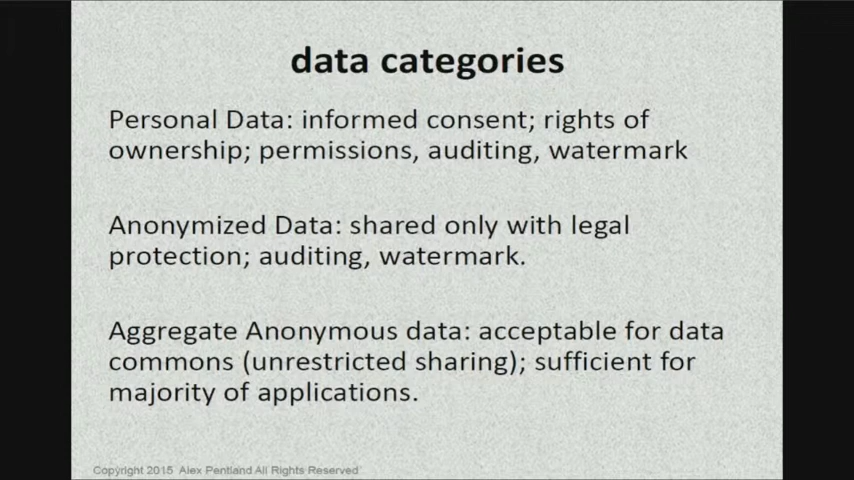 data categories
Personal Data: informed consent; rights of
ownership; permissions, auditing, watermark
Anonymized Data: shared only with legal
protection; auditing, watermark.
Aggregate Anonymous data: acceptable for data
commons (unrestricted sharing); sufficient for
majority of applications.
Copyright 2015 Alex Pentland All Rights Reserved